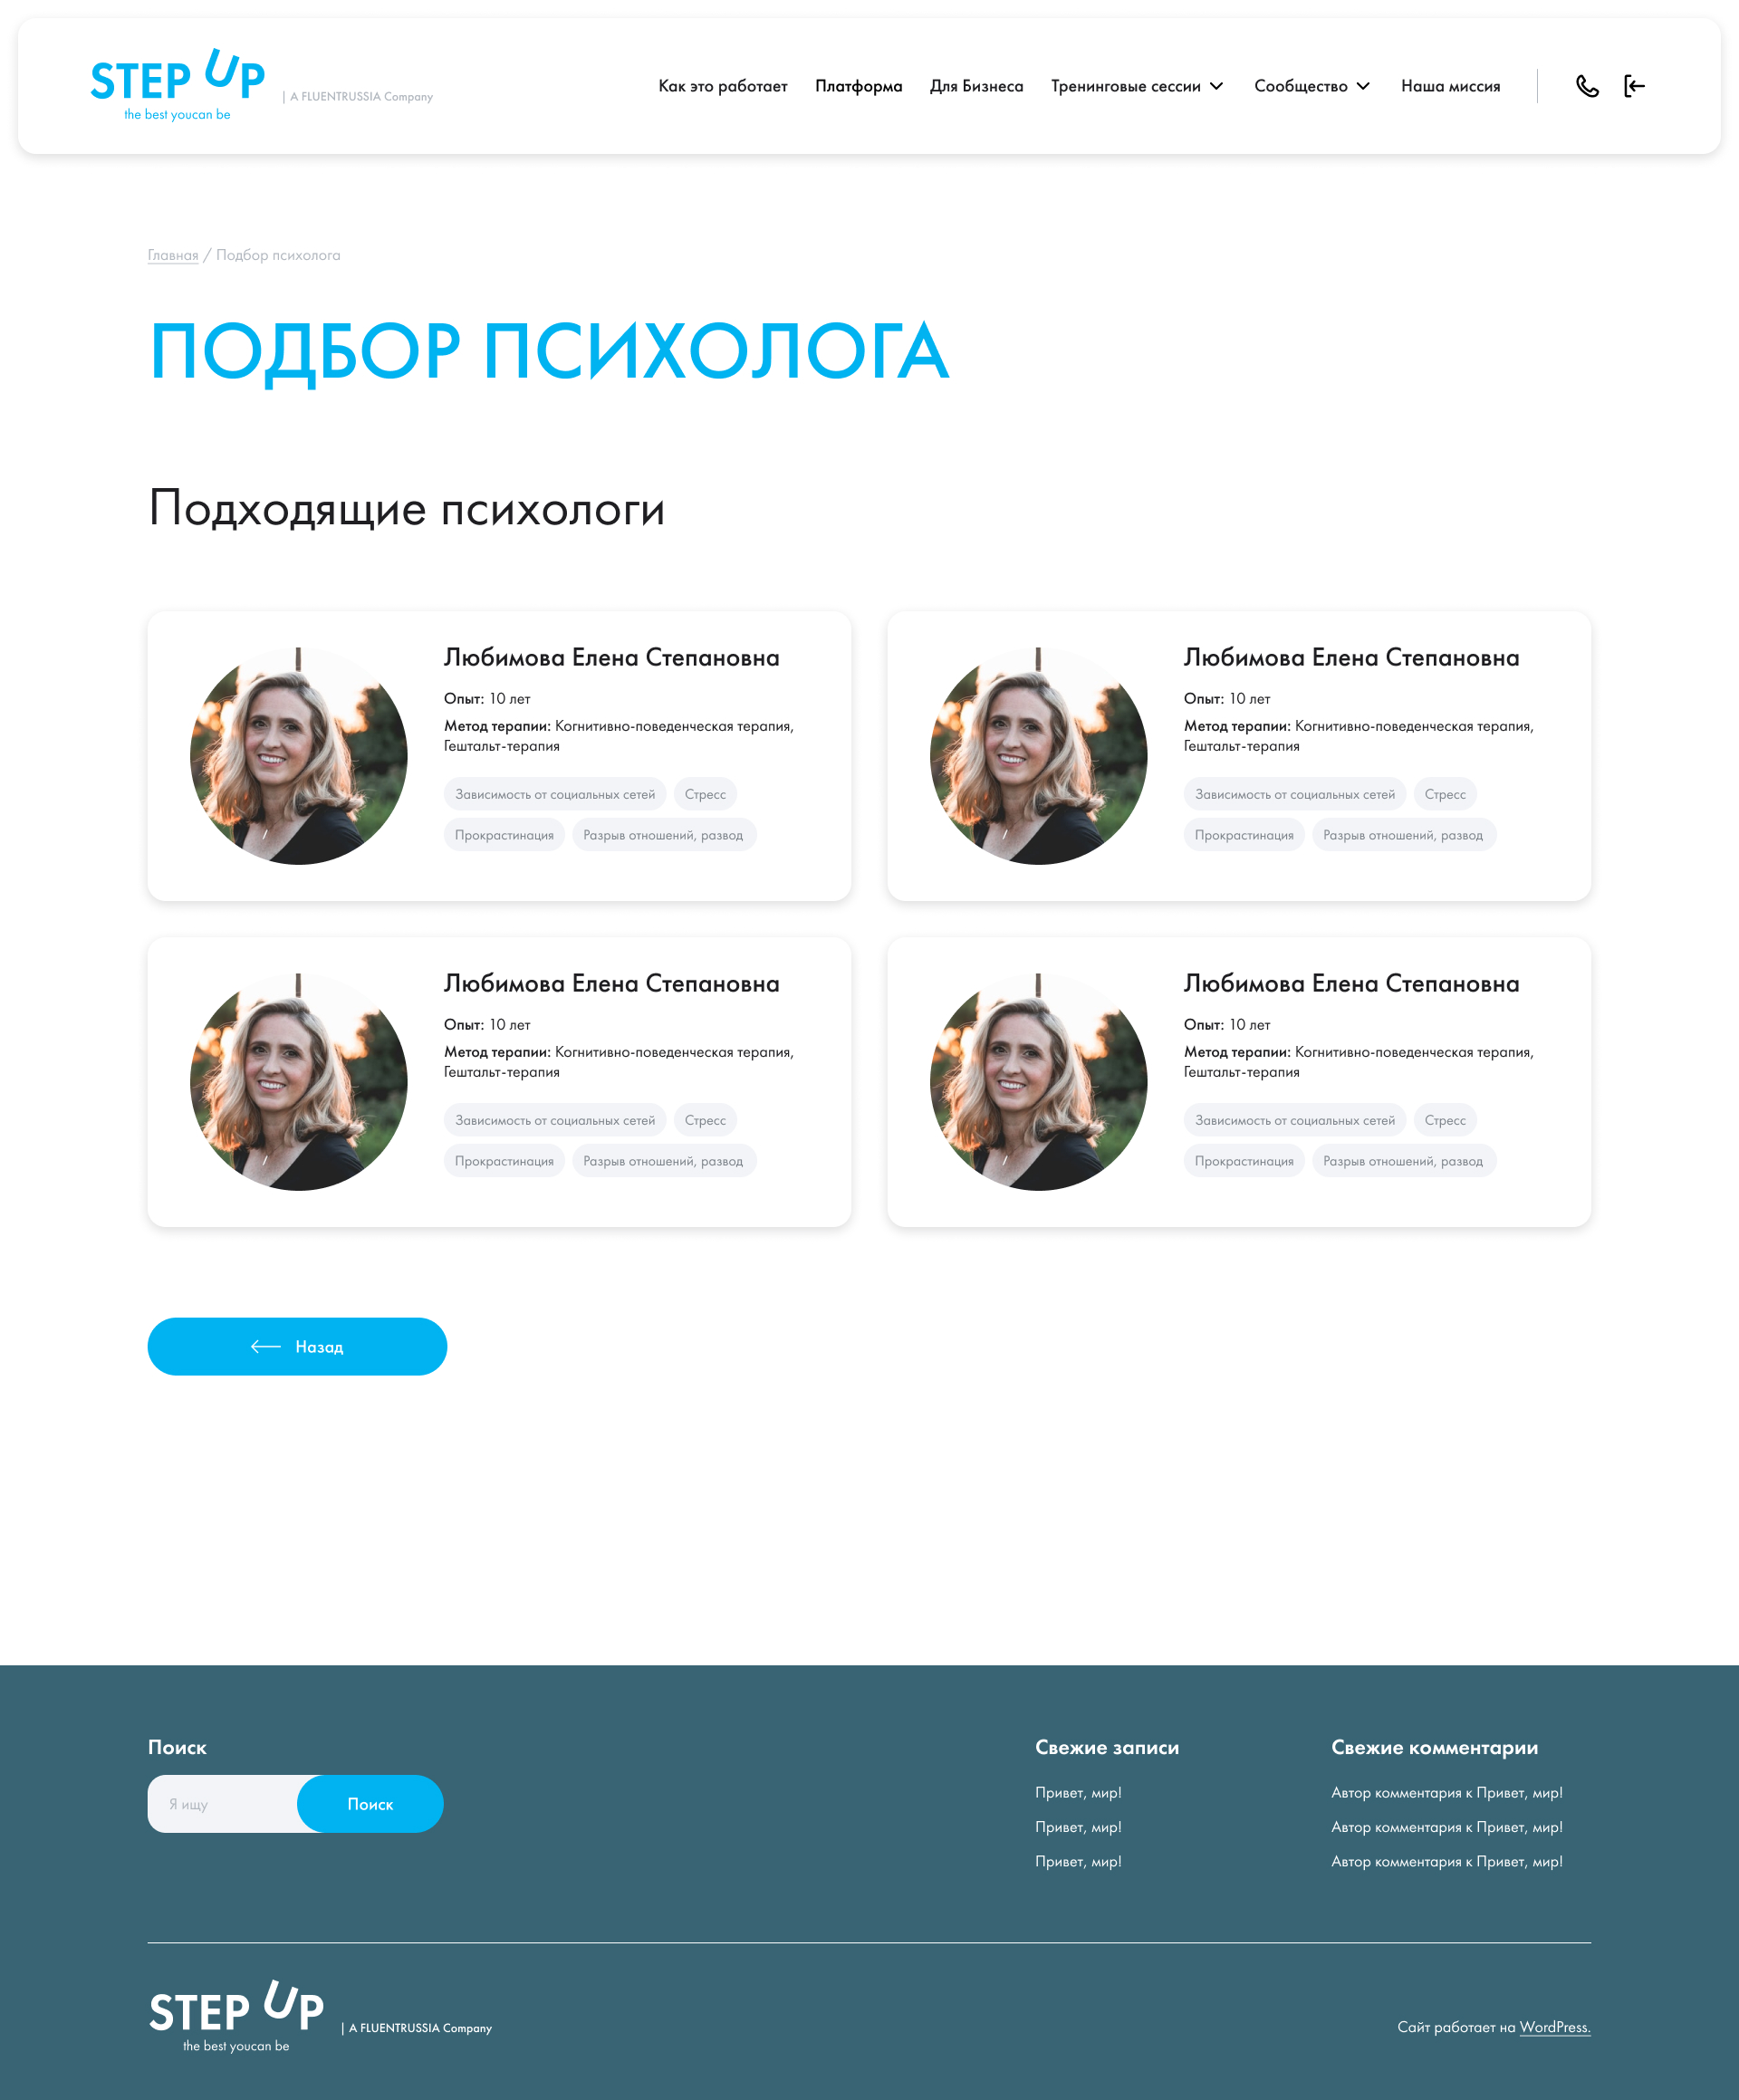 STEP UP
the best youcan be
| A FLUENTRUSSIA Company
Как это работает
Платформа
Для Бизнеса
Тренинговые сессии
Сообщество
Наша миссия
Главная / Подбор психолога
ПОДБОР ПСИХОЛОГА
Подходящие психологи
Любимова Елена Степановна
Опыт: 10 лет
Метод терапии: Когнитивно-поведенческая терапия,
Гештальт-терапия
Зависимость от социальных сетей
Стресс
Прокрастинация
Разрыв отношений, развод
Любимова Елена Степановна
Опыт: 10 лет
Метод терапии: Когнитивно-поведенческая терапия,
Гештальт-терапия
Зависимость от социальных сетей
Стресс
Прокрастинация
Разрыв отношений, развод
Любимова Елена Степановна
Опыт: 10 лет
Метод терапии: Когнитивно-поведенческая терапия,
Гештальт-терапия
Зависимость от социальных сетей
Стресс
Прокрастинация
Разрыв отношений, развод
Любимова Елена Степановна
Опыт: 10 лет
Метод терапии: Когнитивно-поведенческая терапия,
Гештальт-терапия
Зависимость от социальных сетей
Стресс
Прокрастинация
Разрыв отношений, развод
Назад
Поиск
Я ищу
Поиск
Свежие записи
Привет, мир!
Привет, мир!
Привет, мир!
Свежие комментарии
Автор комментария к Привет, мир!
Автор комментария к Привет, мир!
Автор комментария к Привет, мир!
STEP UP
the best youcan be
| A FLUENTRUSSIA Company
Сайт работает на WordPress.